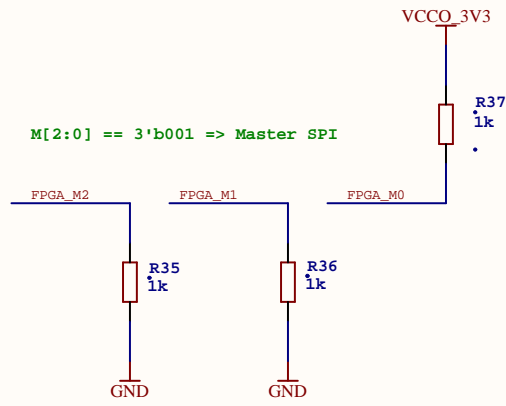 VCCO_3V3
R37
1k
M[2:0] == 3'b001 => Master SPI
FPGA_M2
FPGA_M1
FPGA_M0
R35
1k
R36
1k
GND
GND